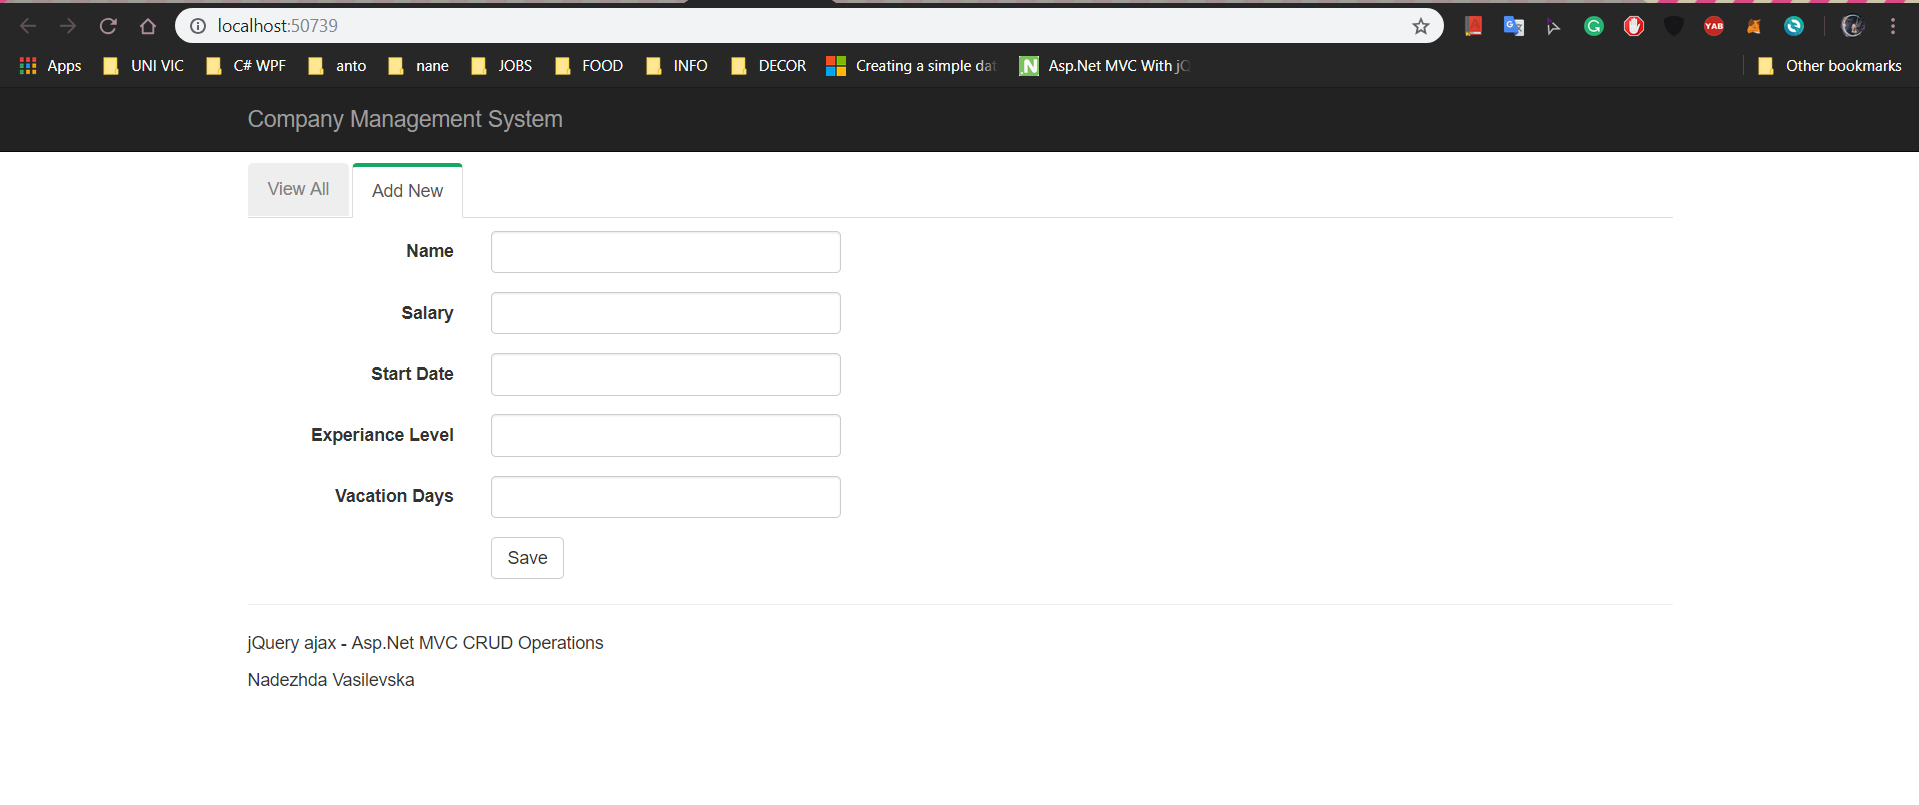 localhost:50739
Apps UNI VIC C# WPF anto nane JOBS FOOD INFO DECOR Creating a simple dat Asp.Net MVC With jQ Other bookmarks
YAB
Company Management System
View All Add New
Name
Salary
Start Date
Experiance Level
Vacation Days
Save
jQuery ajax - Asp.Net MVC CRUD Operations
Nadezhda Vasilevska